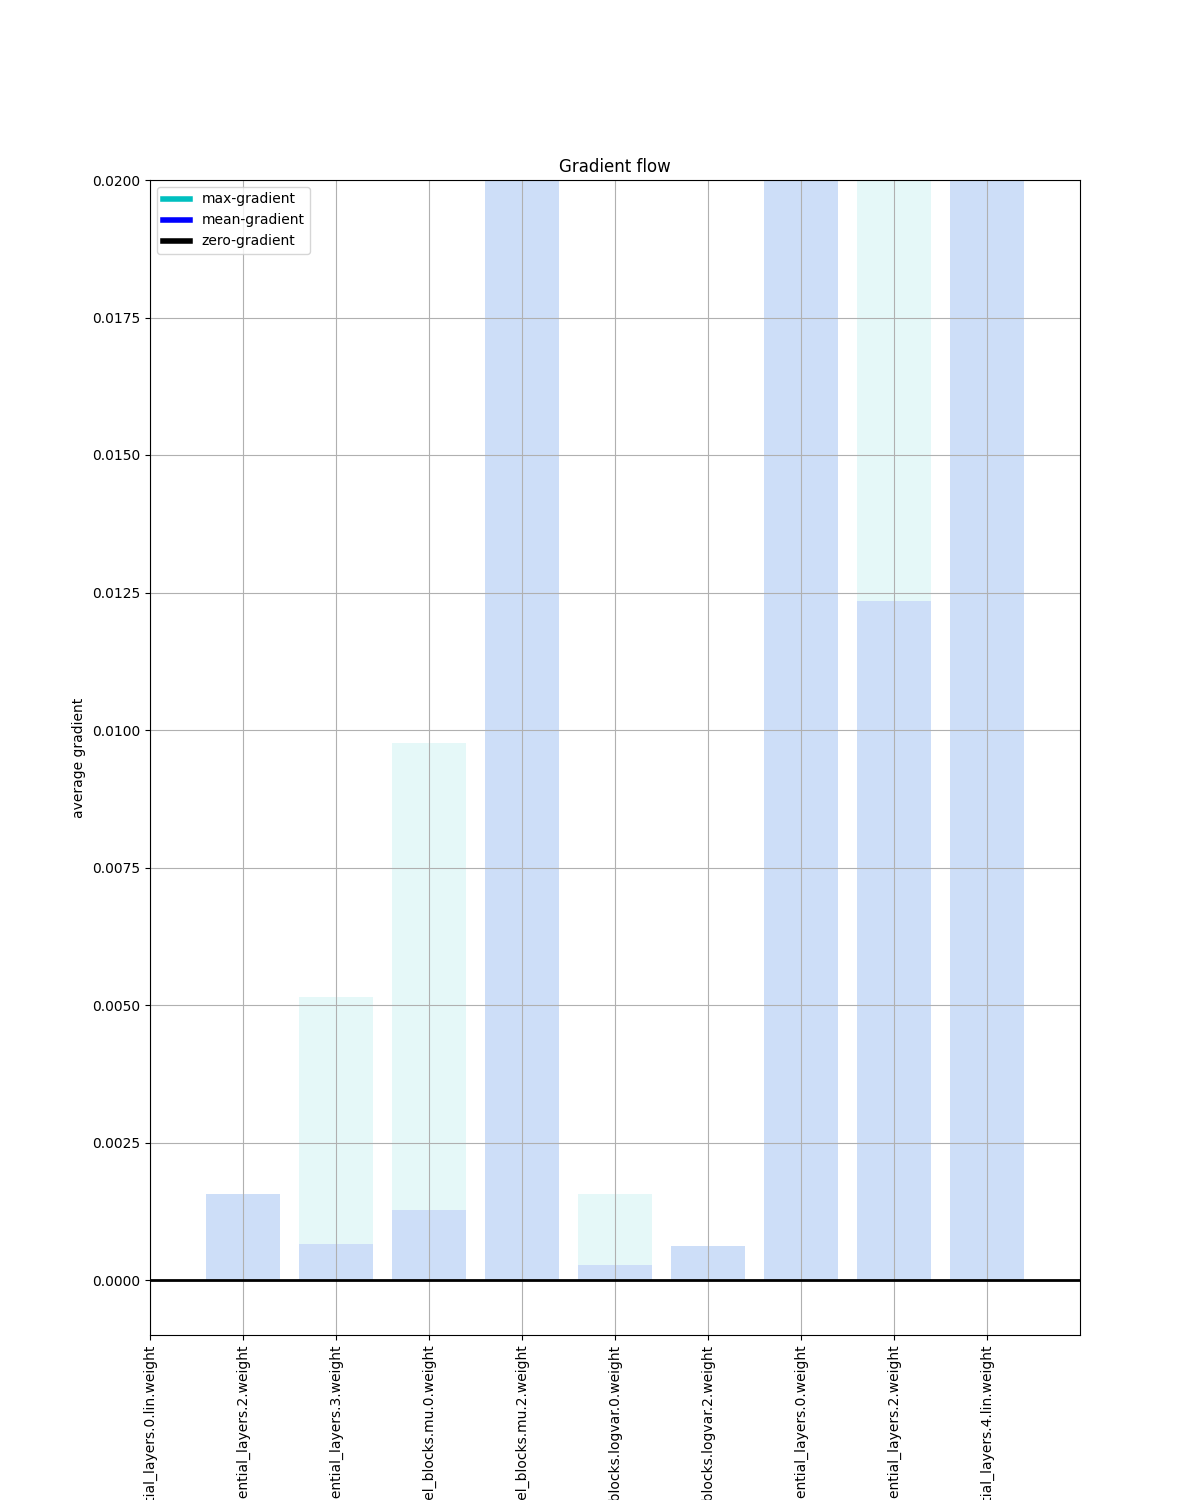 Gradient flow
max-gradient
mean-gradient
zero-gradient
0.0200
0.0175
0.0150
0.0125
0.0100
0.0075
0.0050
0.0025
0.0000
average gradient
tial_layers.0.lin.weight
ential_layers.2.weight
ential_layers.3.weight
el_blocks.mu.0.weight
el_blocks.mu.2.weight
blocks.logvar.0.weight
blocks.logvar.2.weight
ential_layers.0.weight
ential_layers.2.weight
tial_layers.4.lin.weight